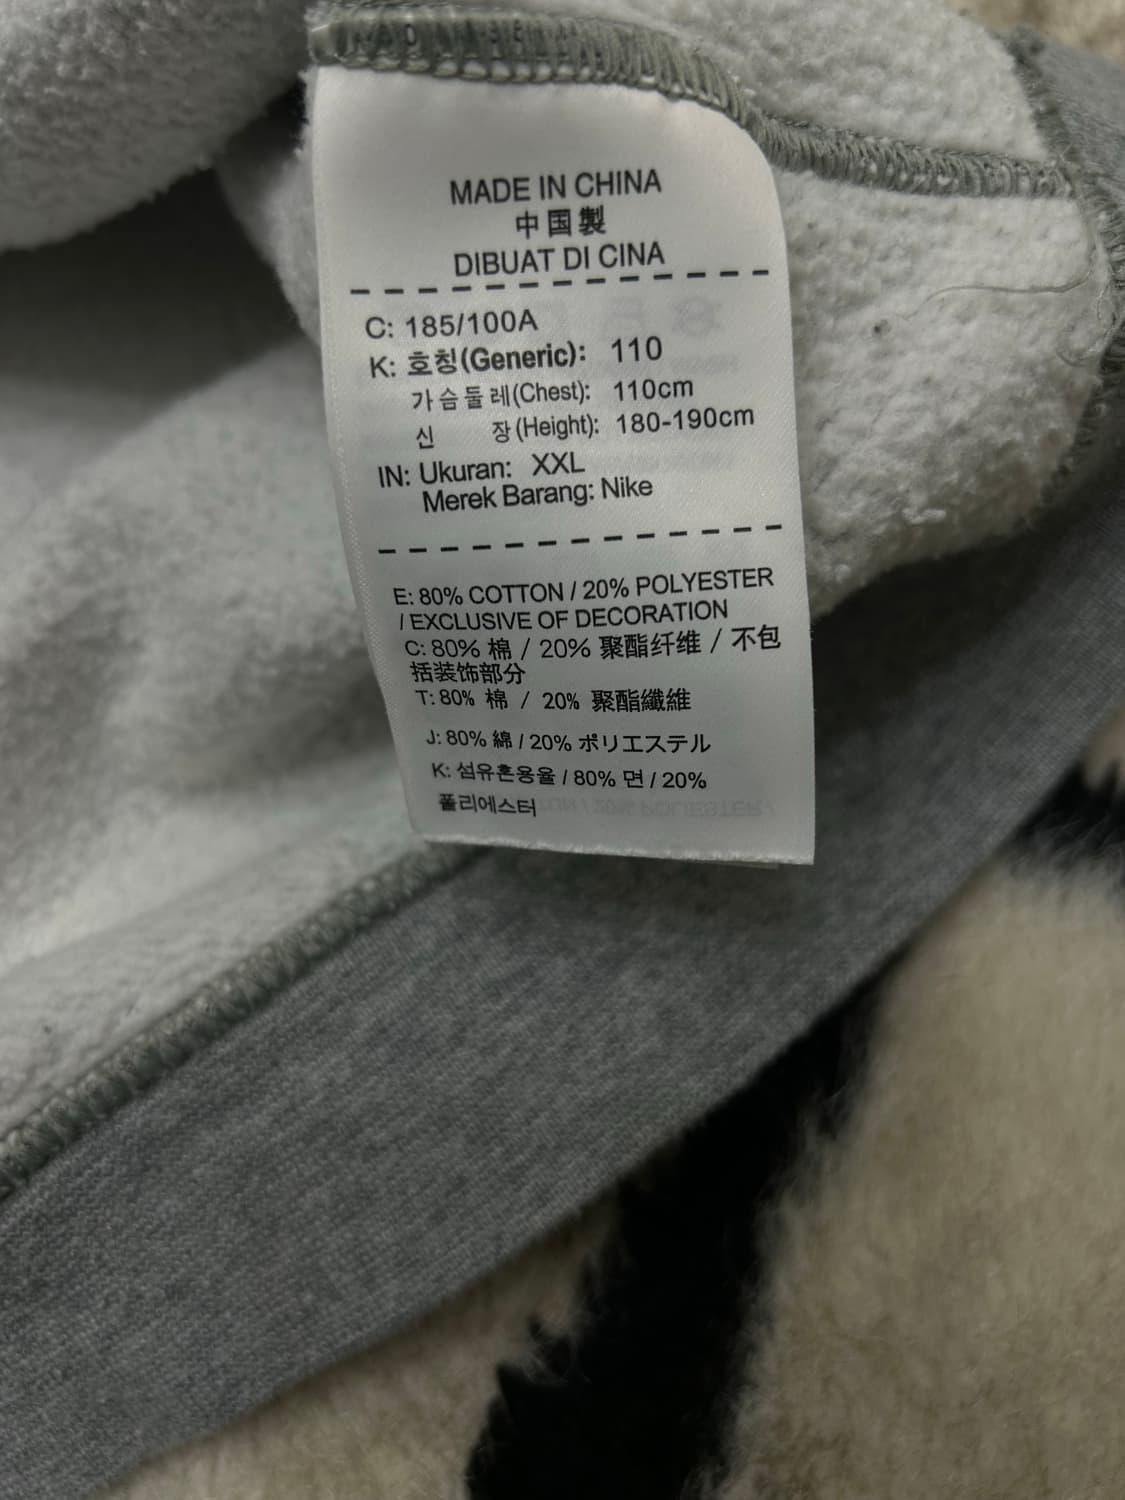 MADE IN CHINA
中国製
DIBUAT DI CINA
C: 185/100A
K: 호칭(Generic): 110
가슴둘레(Chest): 110cm
신 장(Height): 180-190cm
IN: Ukuran: XXL
Merek Barang: Nike
E: 80% COTTON / 20% POLYESTER
/ EXCLUSIVE OF DECORATION
C: 80% 棉 / 20% 聚酯纤维 / 不包
括装饰部分
T: 80% 棉 / 20% 聚酯纖維
J: 80% 綿 / 20% ポリエステル
K: 섬유혼용율 / 80% 면 / 20%
폴리에스터